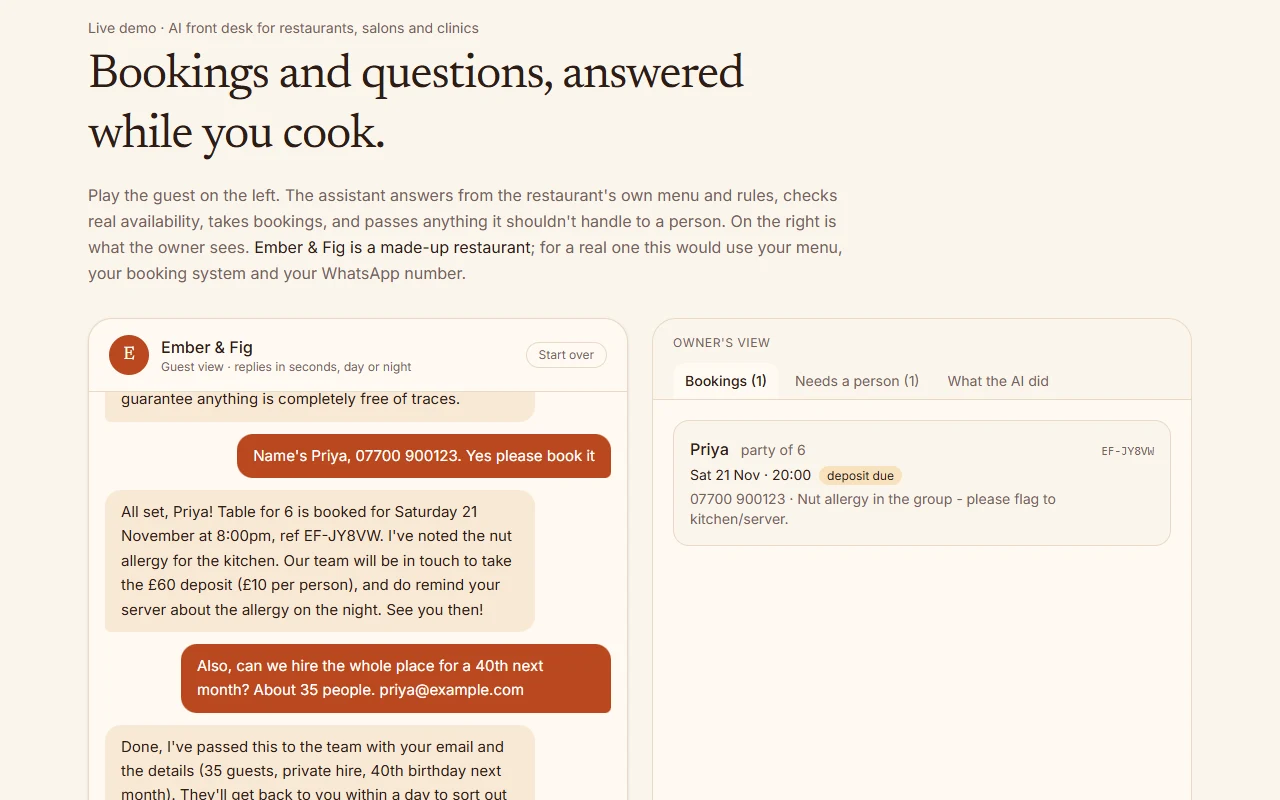 Live demo · AI front desk for restaurants, salons and clinics
Bookings and questions, answered
while you cook.
Play the guest on the left. The assistant answers from the restaurant's own menu and rules, checks
real availability, takes bookings, and passes anything it shouldn't handle to a person. On the right is
what the owner sees. Ember & Fig is a made-up restaurant; for a real one this would use your menu,
your booking system and your WhatsApp number.
E
Ember & Fig
Guest view · replies in seconds, day or night
Start over
guarantee anything is completely free of traces.
Name's Priya, 07700 900123. Yes please book it
All set, Priya! Table for 6 is booked for Saturday 21
November at 8:00pm, ref EF-JY8VW. I've noted the nut
allergy for the kitchen. Our team will be in touch to take
the £60 deposit (£10 per person), and do remind your
server about the allergy on the night. See you then!
Also, can we hire the whole place for a 40th next
month? About 35 people. priya@example.com
Done, I've passed this to the team with your email and
the details (35 guests, private hire, 40th birthday next
month). They'll get back to you within a day to sort out
OWNER'S VIEW
Bookings (1) Needs a person (1) What the AI did
Priya party of 6 EF-JY8VW
Sat 21 Nov · 20:00 deposit due
07700 900123 · Nut allergy in the group - please flag to
kitchen/server.